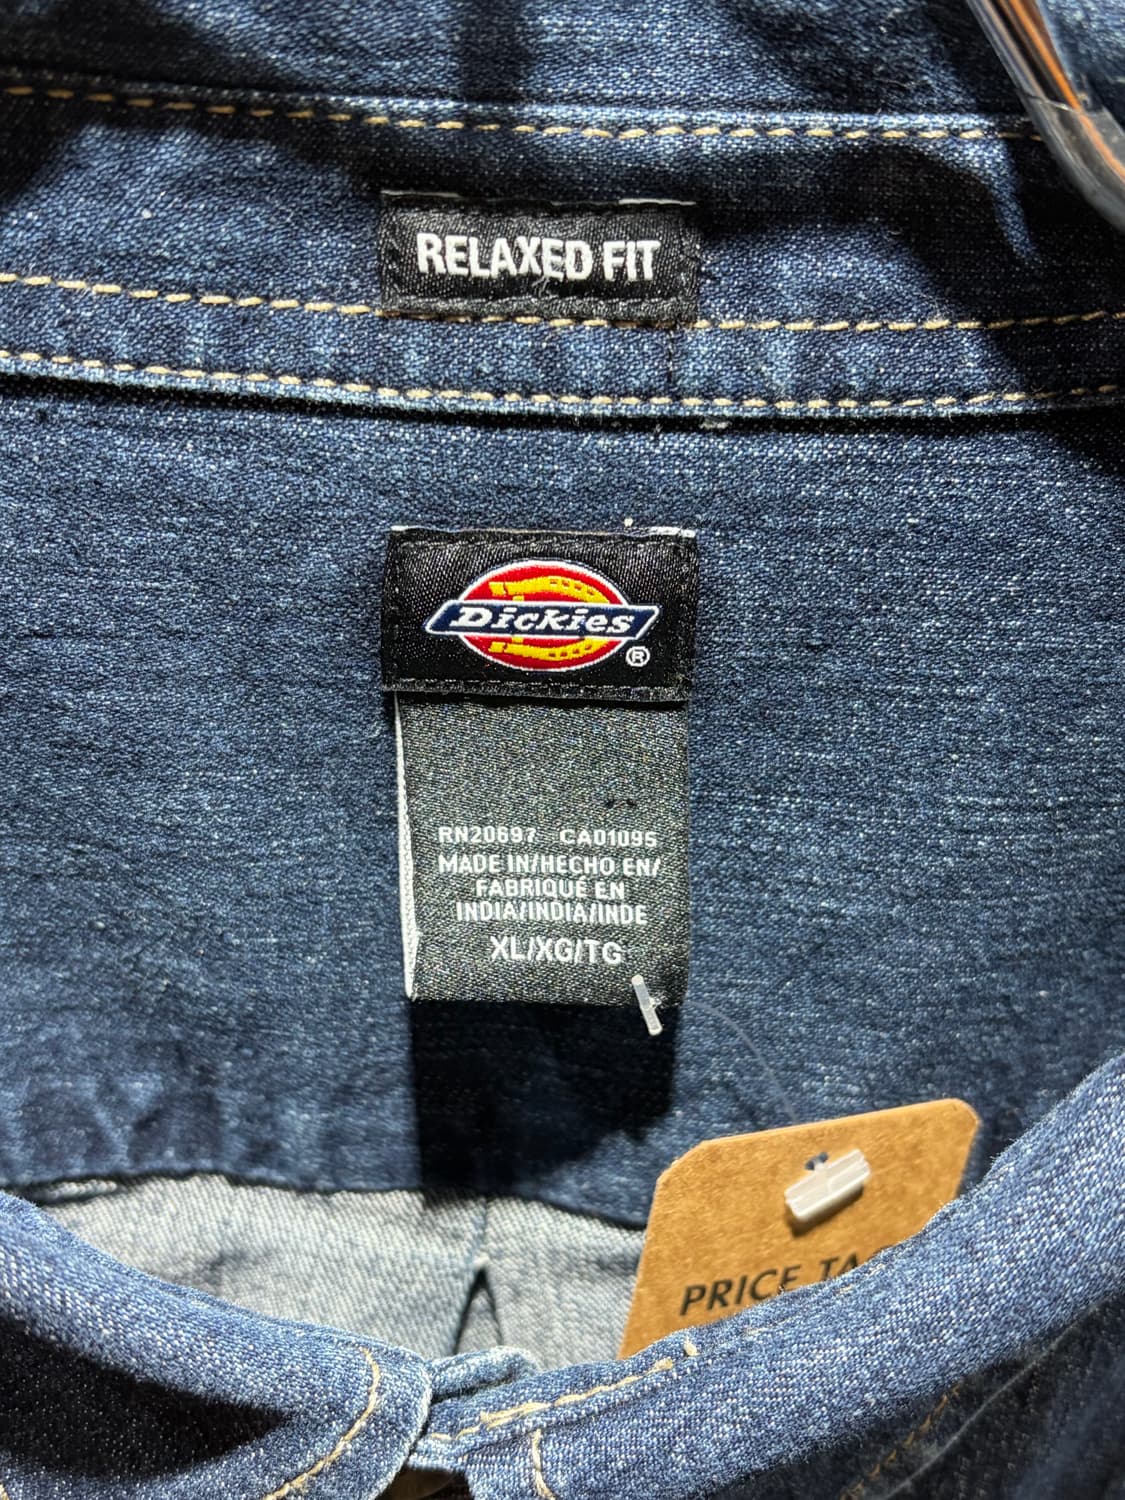 RELAXED FIT
Dickies
®
RN20697 CA01095
MADE IN/HECHO EN/
FABRIQUÉ EN
INDIA/INDIA/INDE
XL/XG/TG
PRICE TA